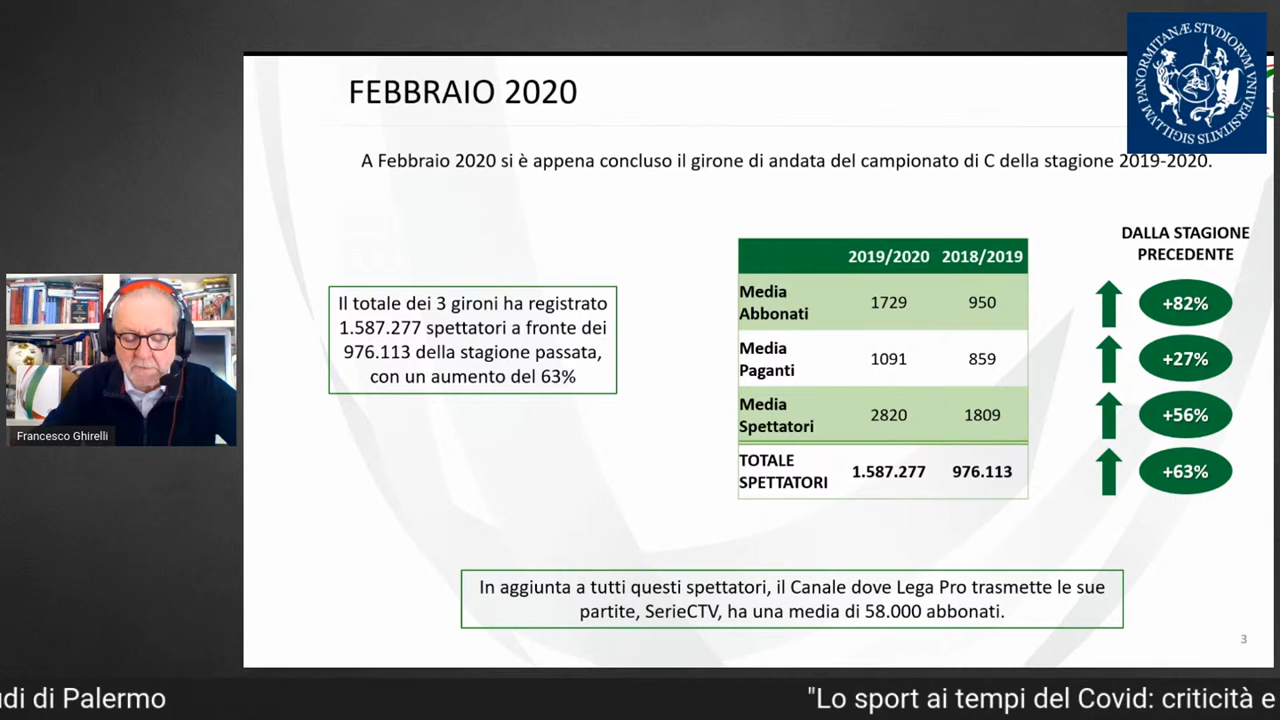 FEBBRAIO 2020
SIGILLVM PANORMITANÆ STVDIORVM VNIVERSITATIS
A Febbraio 2020 si è appena concluso il girone di andata del campionato di C della stagione 2019-2020.
Il totale dei 3 gironi ha registrato
1.587.277 spettatori a fronte dei
976.113 della stagione passata,
con un aumento del 63%
2019/2020 2018/2019
Media
Abbonati
1729 950
Media
Paganti
1091 859
Media
Spettatori
2820 1809
TOTALE
SPETTATORI
1.587.277 976.113
DALLA STAGIONE
PRECEDENTE
+82%
+27%
+56%
+63%
Francesco Ghirelli
In aggiunta a tutti questi spettatori, il Canale dove Lega Pro trasmette le sue
partite, SerieCTV, ha una media di 58.000 abbonati.
3
udi di Palermo "Lo sport ai tempi del Covid: criticità e